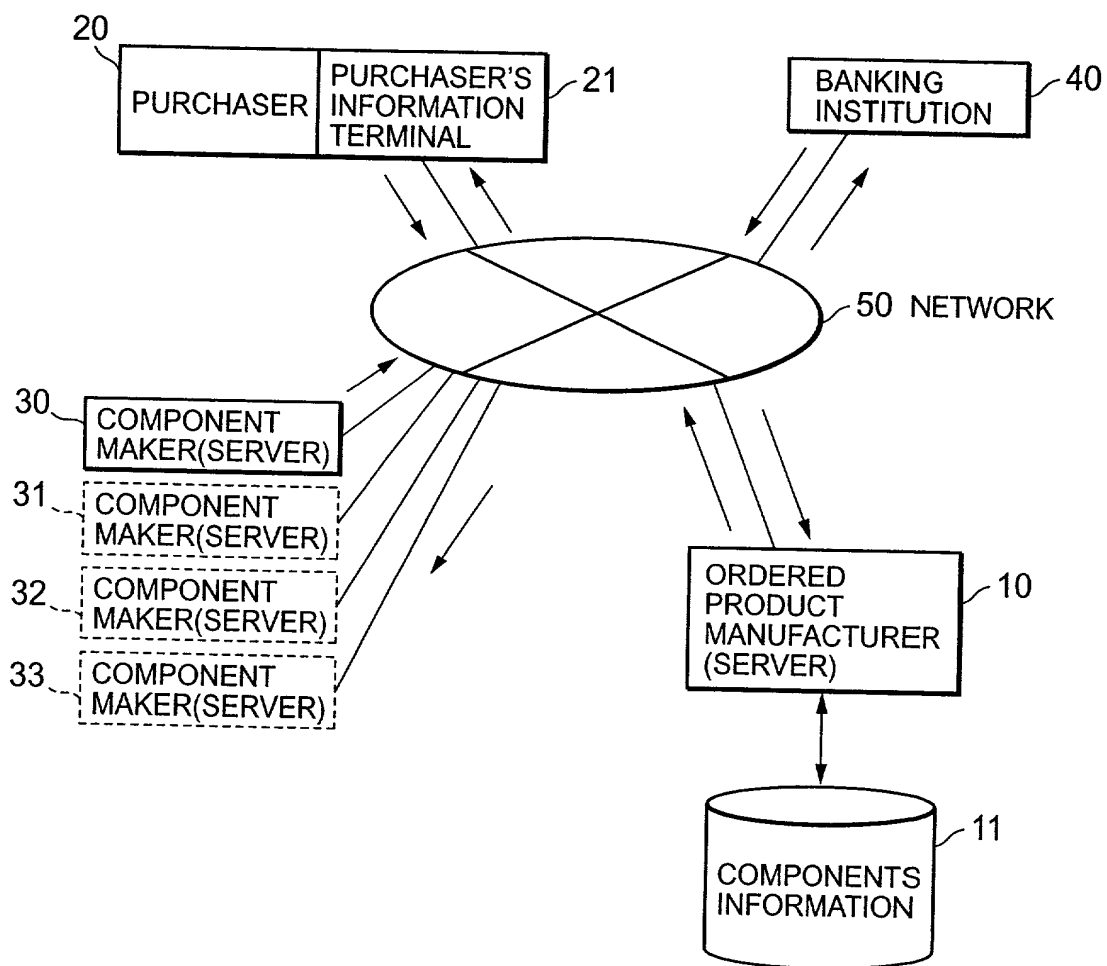 20
PURCHASER
PURCHASER'S
INFORMATION
TERMINAL
21
BANKING
INSTITUTION
40
50 NETWORK
30
COMPONENT
MAKER(SERVER)
31
COMPONENT
MAKER(SERVER)
32
COMPONENT
MAKER(SERVER)
33
COMPONENT
MAKER(SERVER)
ORDERED
PRODUCT
MANUFACTURER
(SERVER)
10
COMPONENTS
INFORMATION
11